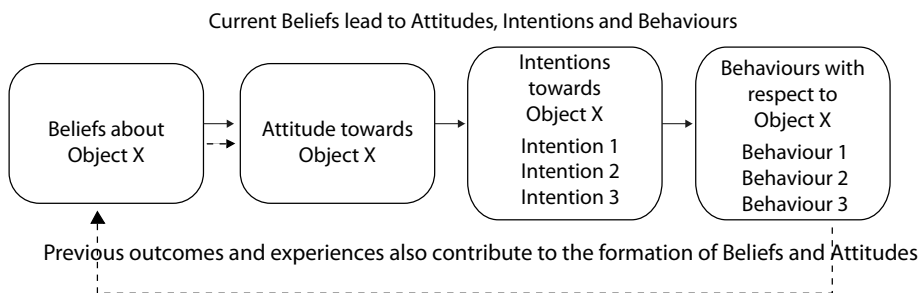 Current Beliefs lead to Attitudes, Intentions and Behaviours
Beliefs about
Object X
Attitude towards
Object X
Intentions
towards
Object X
Intention 1
Intention 2
Intention 3
Behaviours with
respect to
Object X
Behaviour 1
Behaviour 2
Behaviour 3
Previous outcomes and experiences also contribute to the formation of Beliefs and Attitudes